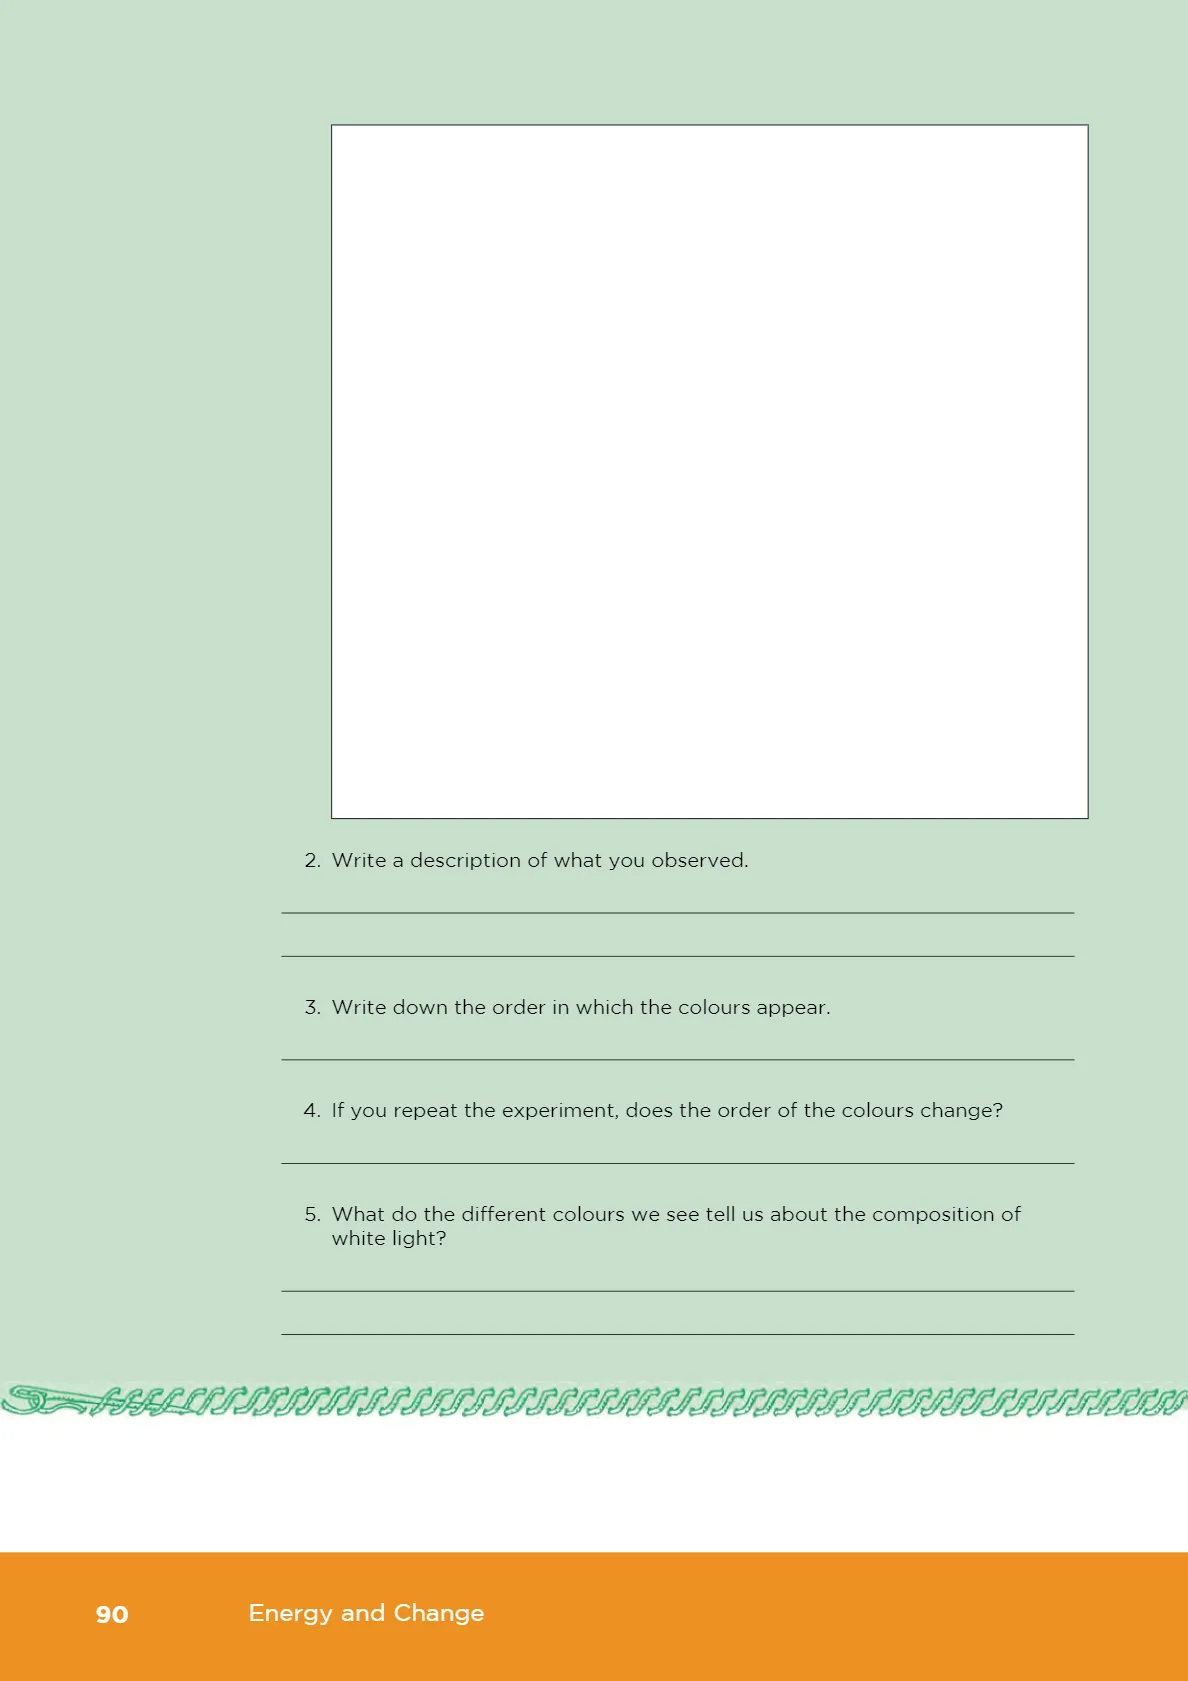 2. Write a description of what you observed.
3. Write down the order in which the colours appear.
4. If you repeat the experiment, does the order of the colours change?
5. What do the different colours we see tell us about the composition of
white light?
90 Energy and Change